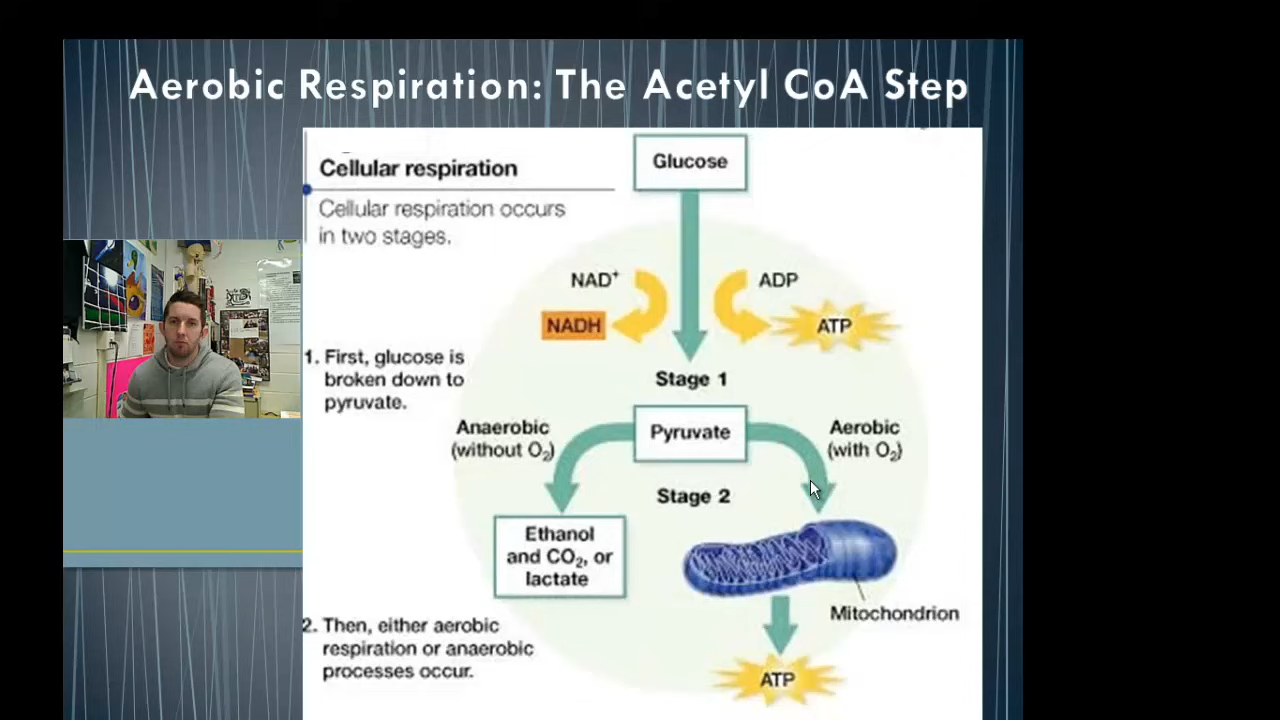 Aerobic Respiration: The Acetyl CoA Step
Cellular respiration
Cellular respiration occurs
in two stages.
Glucose
NAD⁺
ADP
NADH
ATP
1. First, glucose is
broken down to
pyruvate.
Stage 1
Anaerobic
(without O₂)
Pyruvate
Aerobic
(with O₂)
Stage 2
Ethanol
and CO₂, or
lactate
Mitochondrion
2. Then, either aerobic
respiration or anaerobic
processes occur.
ATP